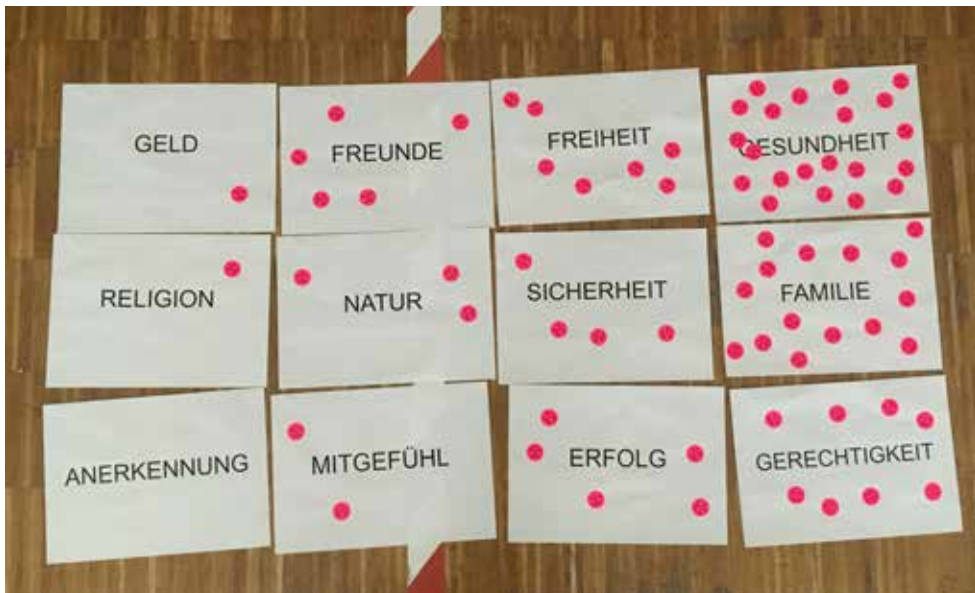 GELD
FREUNDE
FREIHEIT
GESUNDHEIT
RELIGION
NATUR
SICHERHEIT
FAMILIE
ANERKENNUNG
MITGEFÜHL
ERFOLG
GERECHTIGKEIT